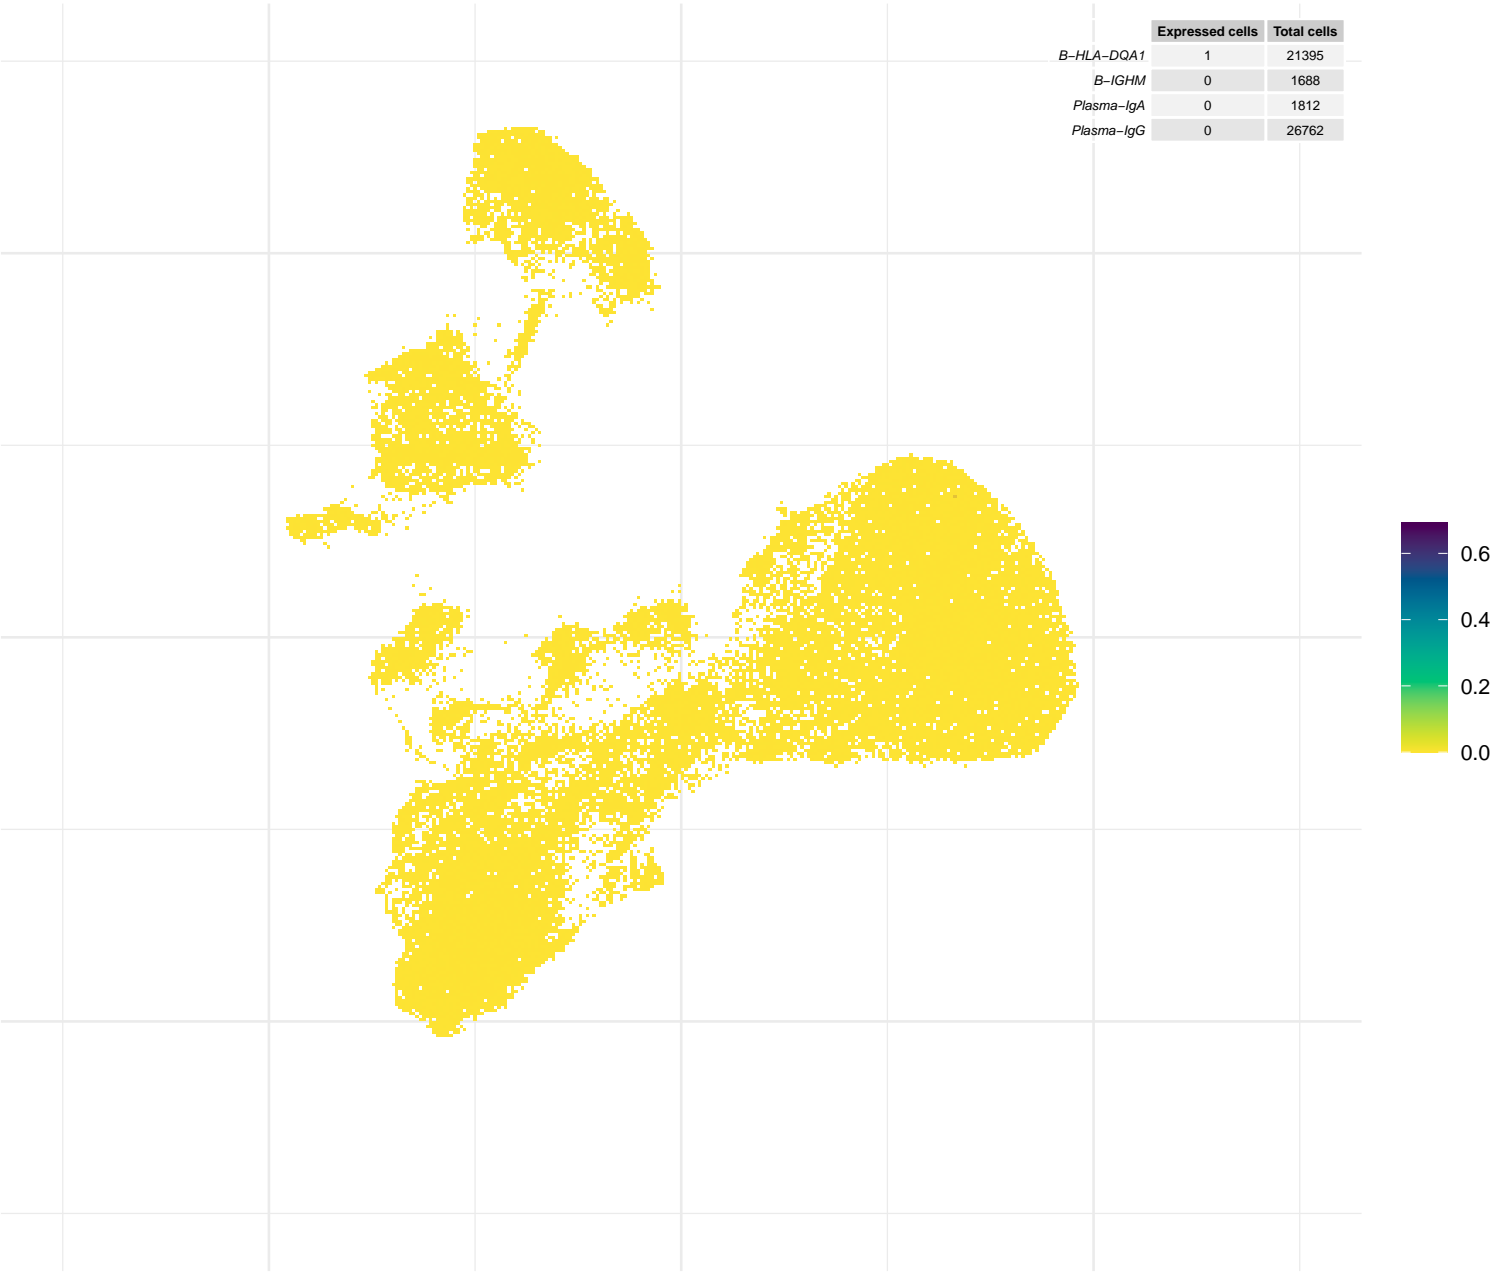 Expressed cells Total cells
B-HLA-DQA1 1 21395
B-IGHM 0 1688
Plasma-IgA 0 1812
Plasma-IgG 0 26762
0.6
0.4
0.2
0.0